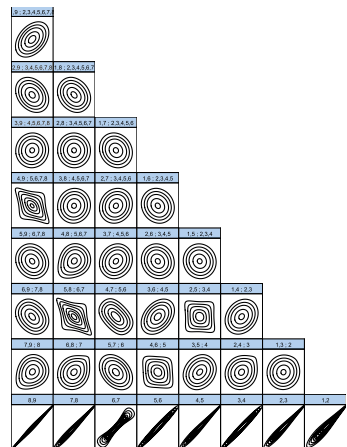 ,9 ; 2,3,4,5,6,7,8
2,9 ; 3,4,5,6,7,8 1,8 ; 2,3,4,5,6,7
3,9 ; 4,5,6,7,8 2,8 ; 3,4,5,6,7 1,7 ; 2,3,4,5,6
4,9 ; 5,6,7,8 3,8 ; 4,5,6,7 2,7 ; 3,4,5,6 1,6 ; 2,3,4,5
5,9 ; 6,7,8 4,8 ; 5,6,7 3,7 ; 4,5,6 2,6 ; 3,4,5 1,5 ; 2,3,4
6,9 ; 7,8 5,8 ; 6,7 4,7 ; 5,6 3,6 ; 4,5 2,5 ; 3,4 1,4 ; 2,3
7,9 ; 8 6,8 ; 7 5,7 ; 6 4,6 ; 5 3,5 ; 4 2,4 ; 3 1,3 ; 2
8,9 7,8 6,7 5,6 4,5 3,4 2,3 1,2